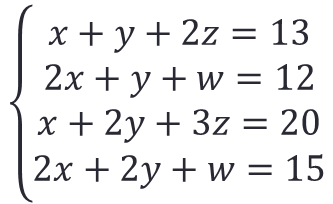 x + y + 2z = 13
2x + y + w = 12
x + 2y + 3z = 20
2x + 2y + w = 15